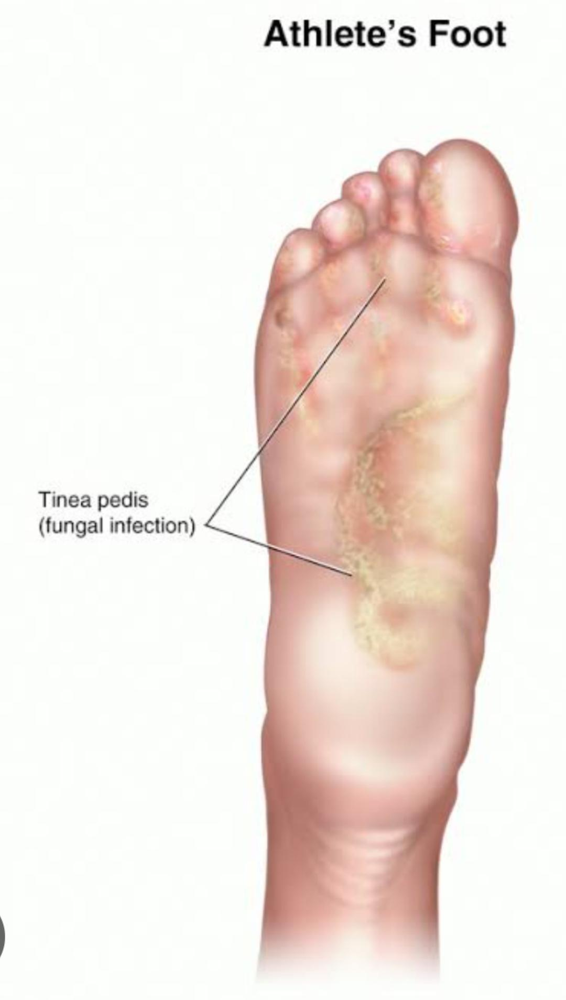 Athlete's Foot
Tinea pedis
(fungal infection)